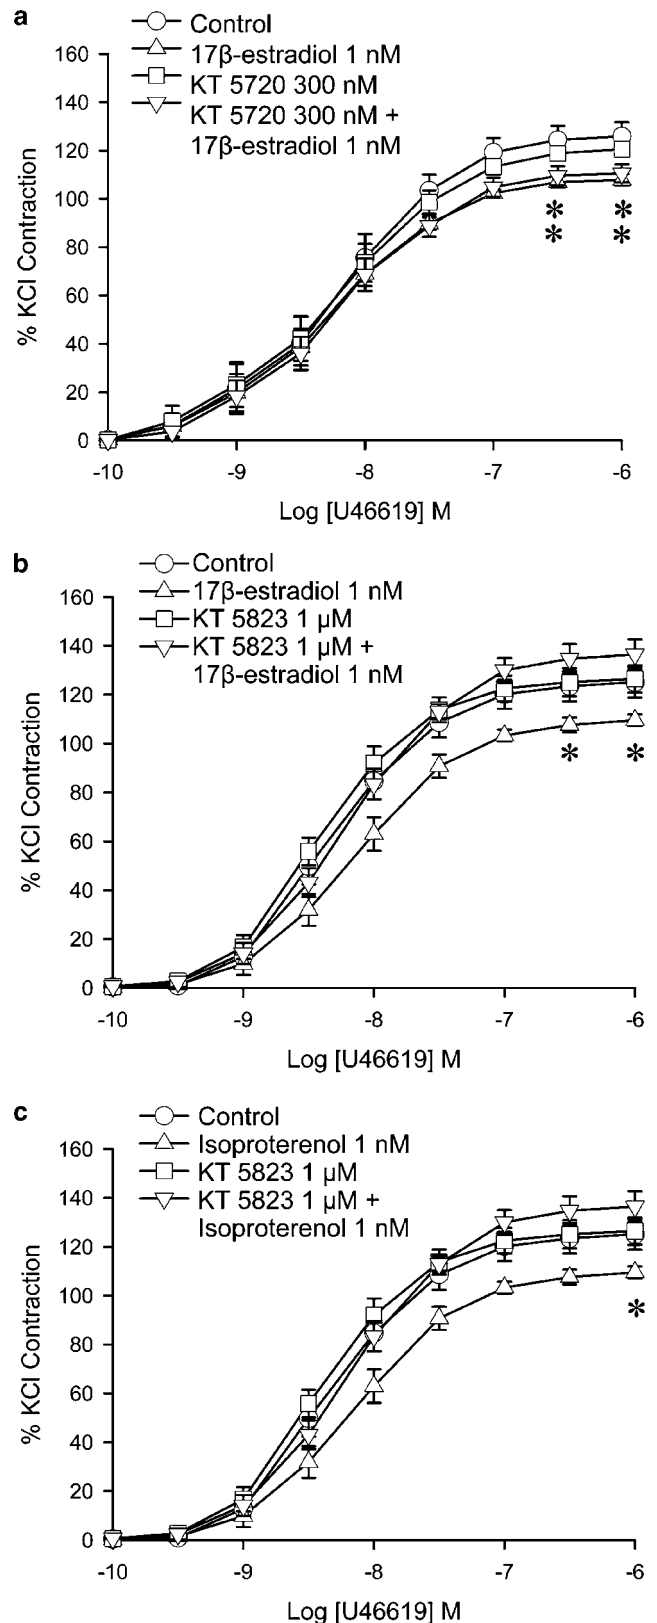 a
Control
17β-estradiol 1 nM
KT 5720 300 nM
KT 5720 300 nM +
17β-estradiol 1 nM
160
140
120
100
80
60
40
20
0
% KCl Contraction
* *
* *
-10 -9 -8 -7 -6
Log [U46619] M
b
Control
17β-estradiol 1 nM
KT 5823 1 µM
KT 5823 1 µM +
17β-estradiol 1 nM
160
140
120
100
80
60
40
20
0
% KCl Contraction
* *
-10 -9 -8 -7 -6
Log [U46619] M
c
Control
Isoproterenol 1 nM
KT 5823 1 µM
KT 5823 1 µM +
Isoproterenol 1 nM
160
140
120
100
80
60
40
20
0
% KCl Contraction
*
-10 -9 -8 -7 -6
Log [U46619] M